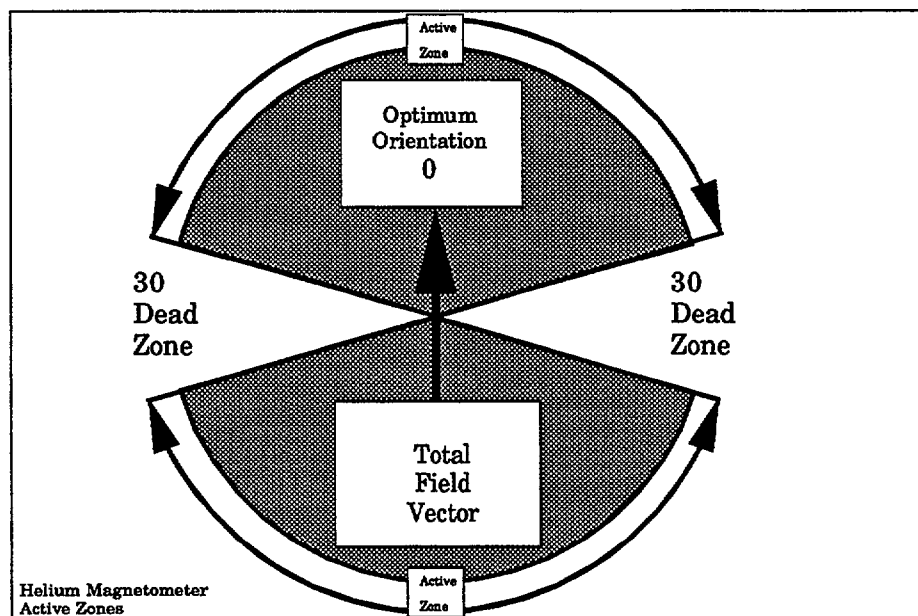 Active
Zone
Optimum
Orientation
0
30
Dead
Zone
30
Dead
Zone
Total
Field
Vector
Active
Zone
Helium Magnetometer
Active Zones